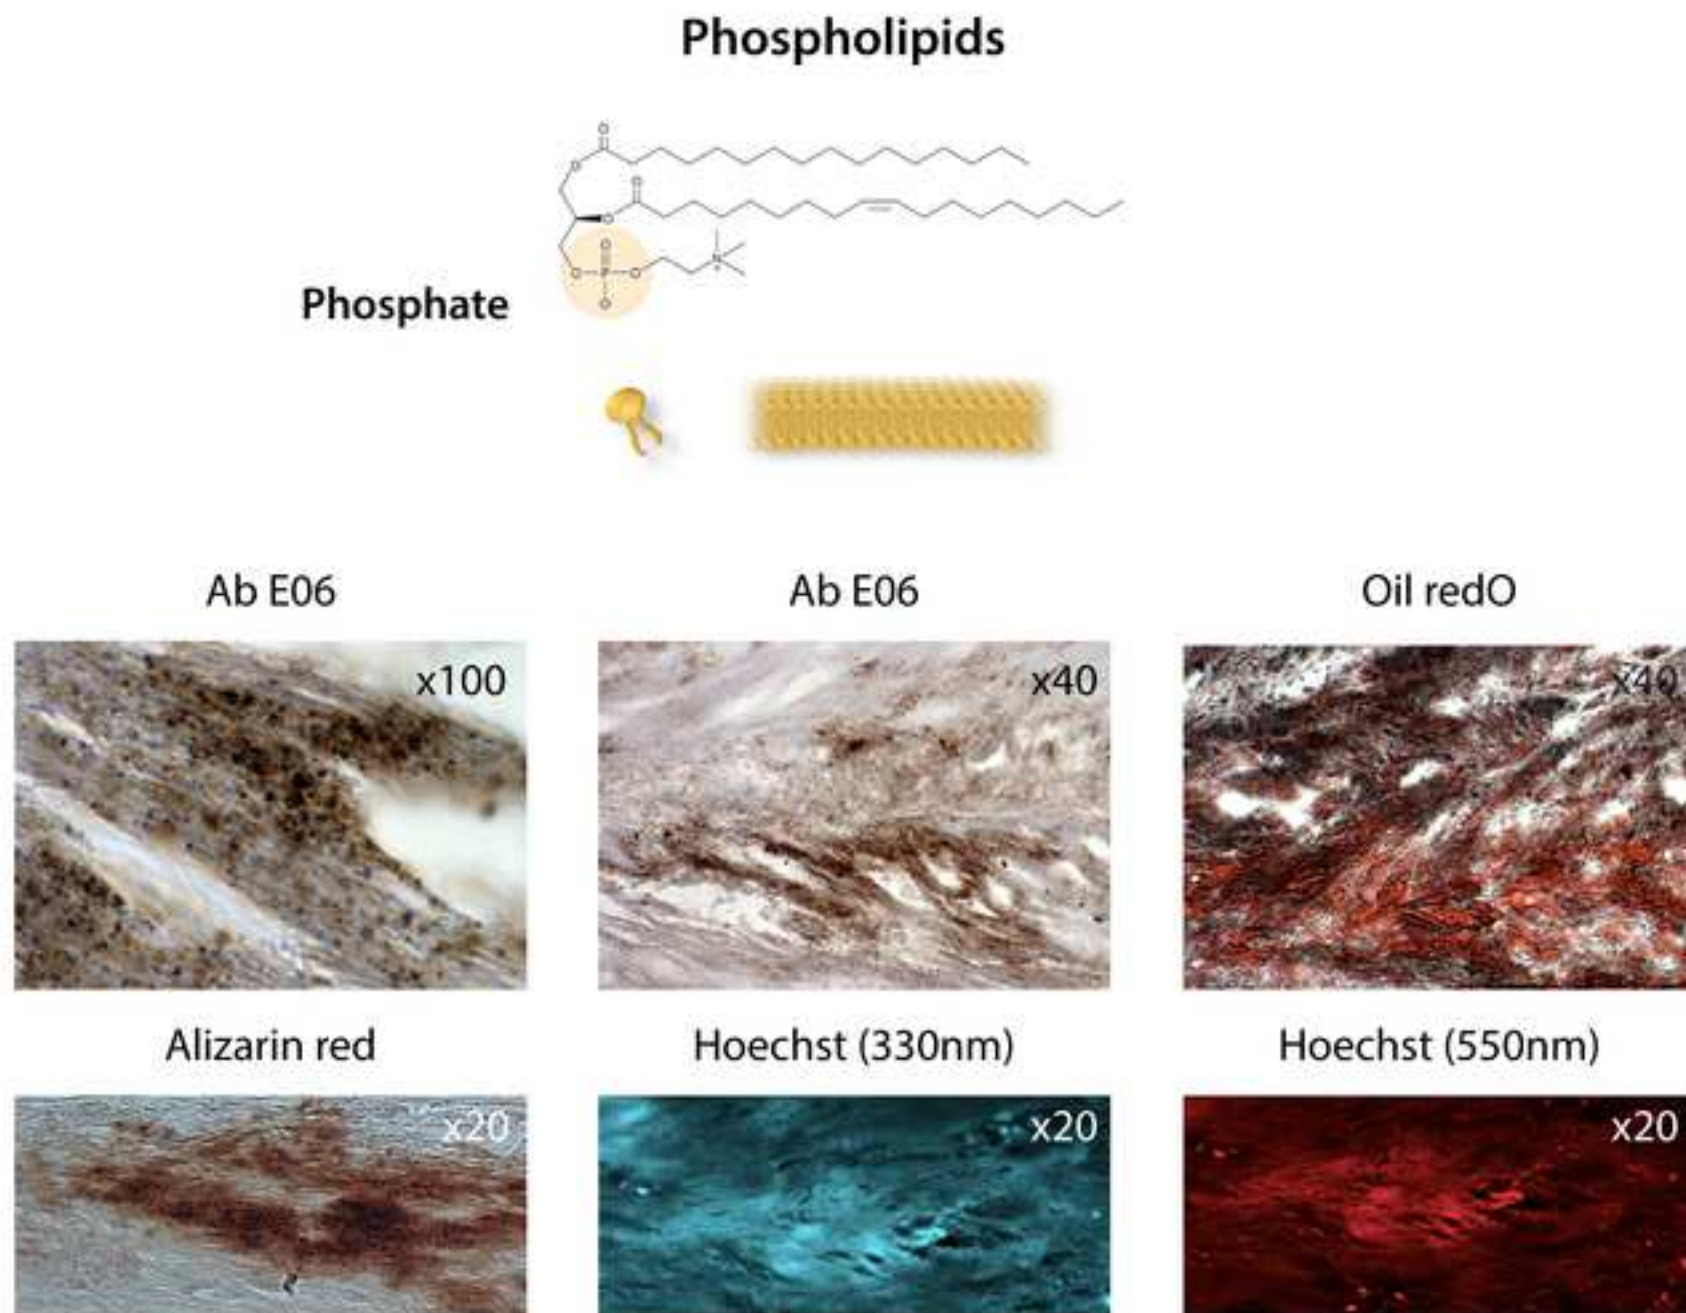 Phospholipids
O
O
O
O
O
O P O N
+
O
Phosphate
Ab E06 Ab E06 Oil redO
x100 x40 x40
Alizarin red Hoechst (330nm) Hoechst (550nm)
x20 x20 x20